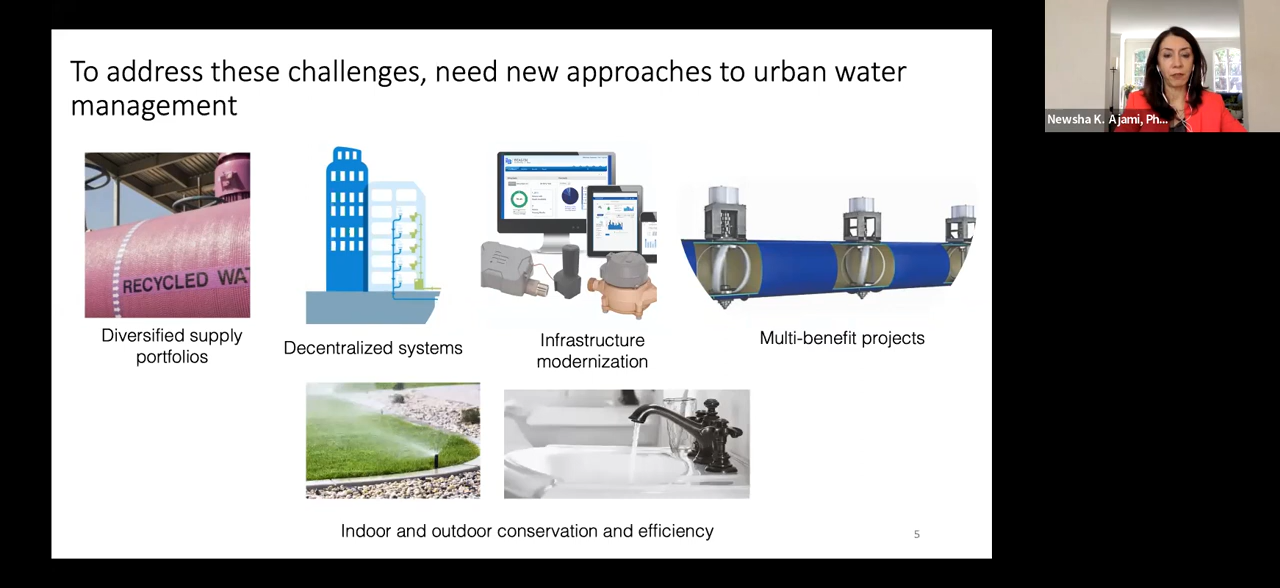 To address these challenges, need new approaches to urban water
management
Newsha K. Ajami, Ph...
RECYCLED WA
Diversified supply
portfolios
Decentralized systems
Infrastructure
modernization
Multi-benefit projects
Indoor and outdoor conservation and efficiency
5